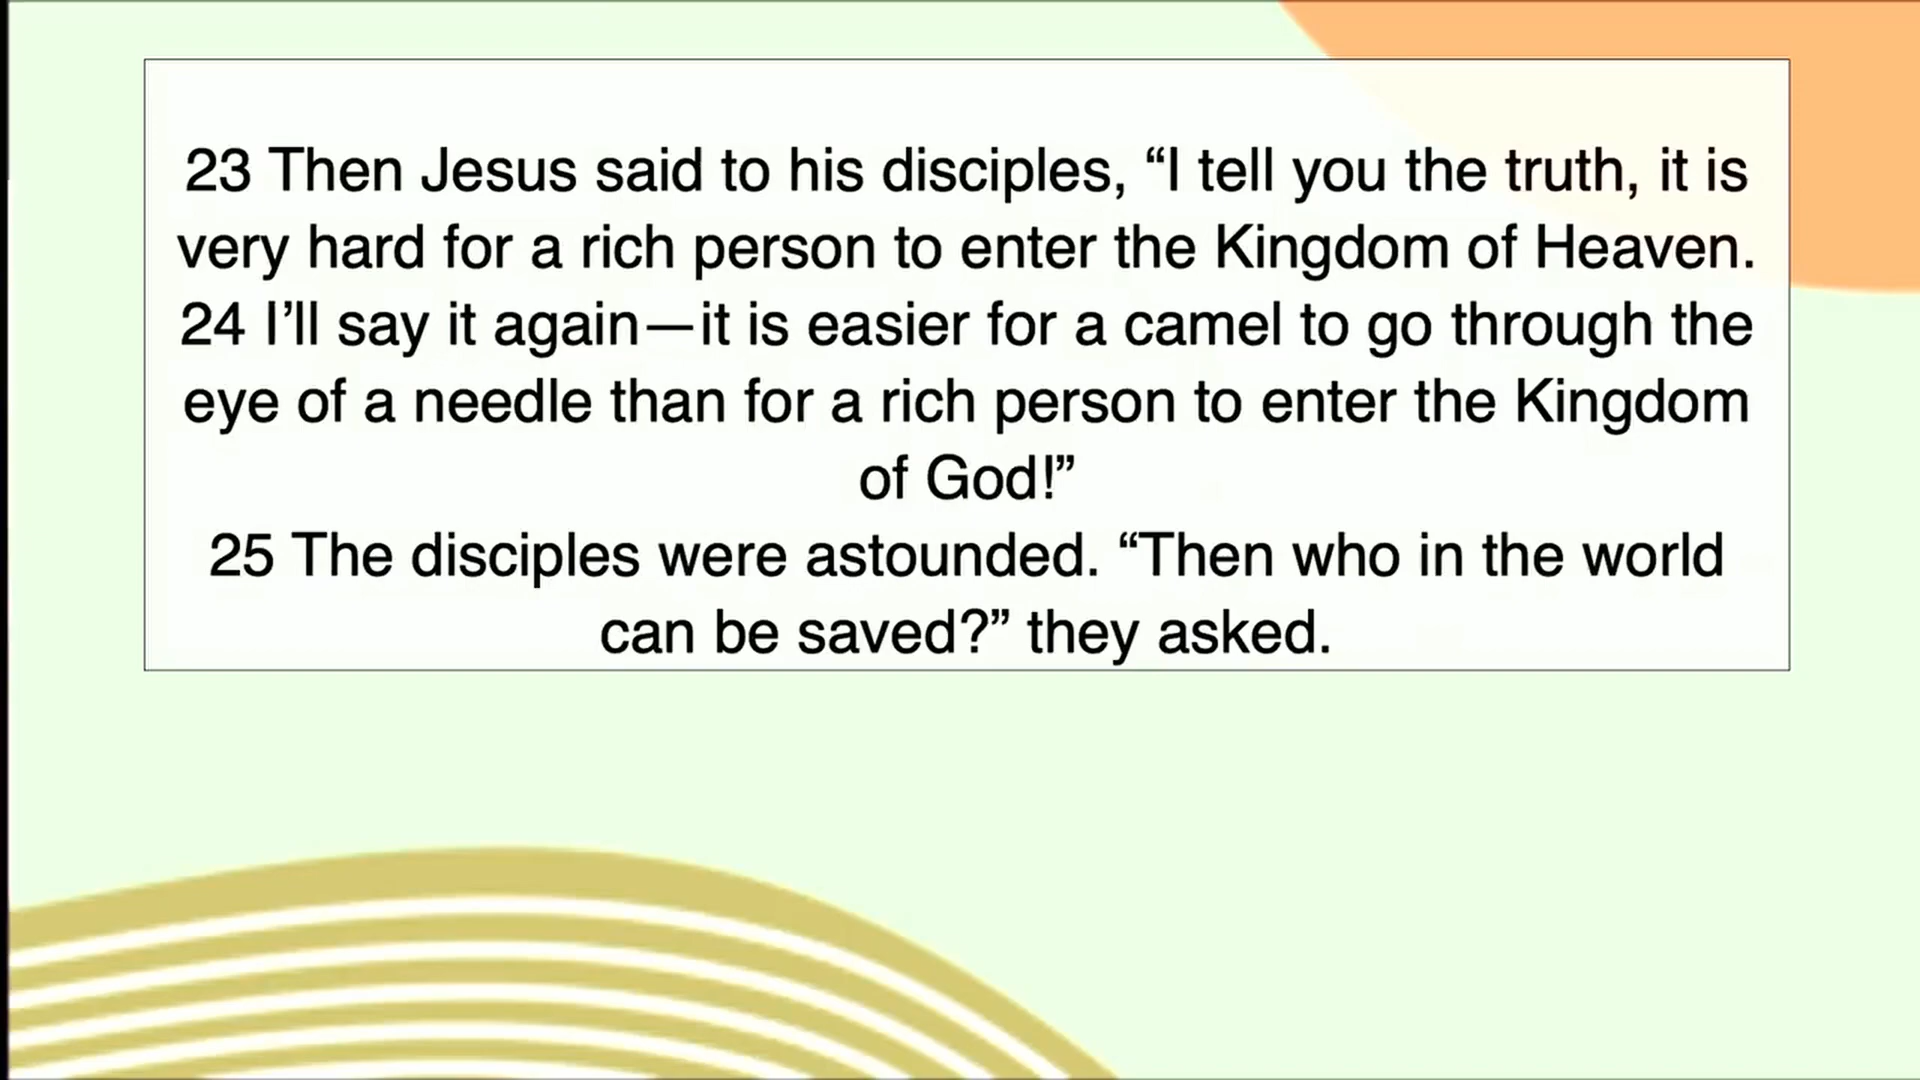 23 Then Jesus said to his disciples, “I tell you the truth, it is
very hard for a rich person to enter the Kingdom of Heaven.
24 I’ll say it again—it is easier for a camel to go through the
eye of a needle than for a rich person to enter the Kingdom
of God!”
25 The disciples were astounded. “Then who in the world
can be saved?” they asked.